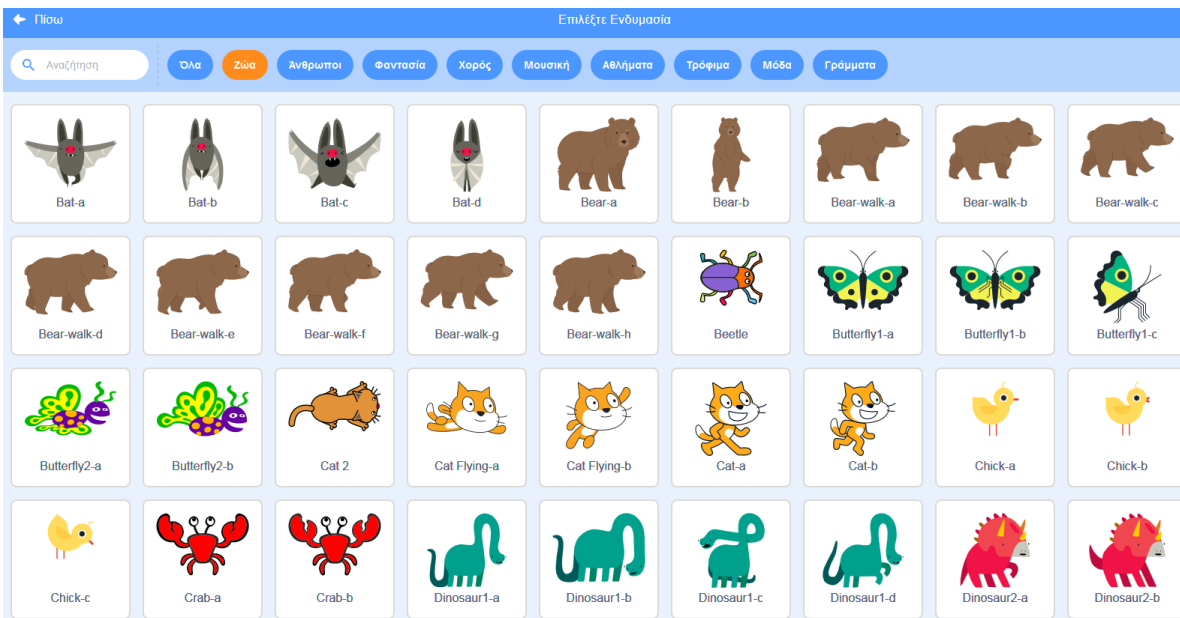 Πίσω Επιλέξτε Ενδυμασία
Αναζήτηση Όλα Ζώα Άνθρωποι Φαντασία Χορός Μουσική Αθλήματα Τρόφιμα Μόδα Γράμματα
Bat-a Bat-b Bat-c Bat-d Bear-a Bear-b Bear-walk-a Bear-walk-b Bear-walk-c
Bear-walk-d Bear-walk-e Bear-walk-f Bear-walk-g Bear-walk-h Beetle Butterfly1-a Butterfly1-b Butterfly1-c
Butterfly2-a Butterfly2-b Cat 2 Cat Flying-a Cat Flying-b Cat-a Cat-b Chick-a Chick-b
Chick-c Crab-a Crab-b Dinosaur1-a Dinosaur1-b Dinosaur1-c Dinosaur1-d Dinosaur2-a Dinosaur2-b